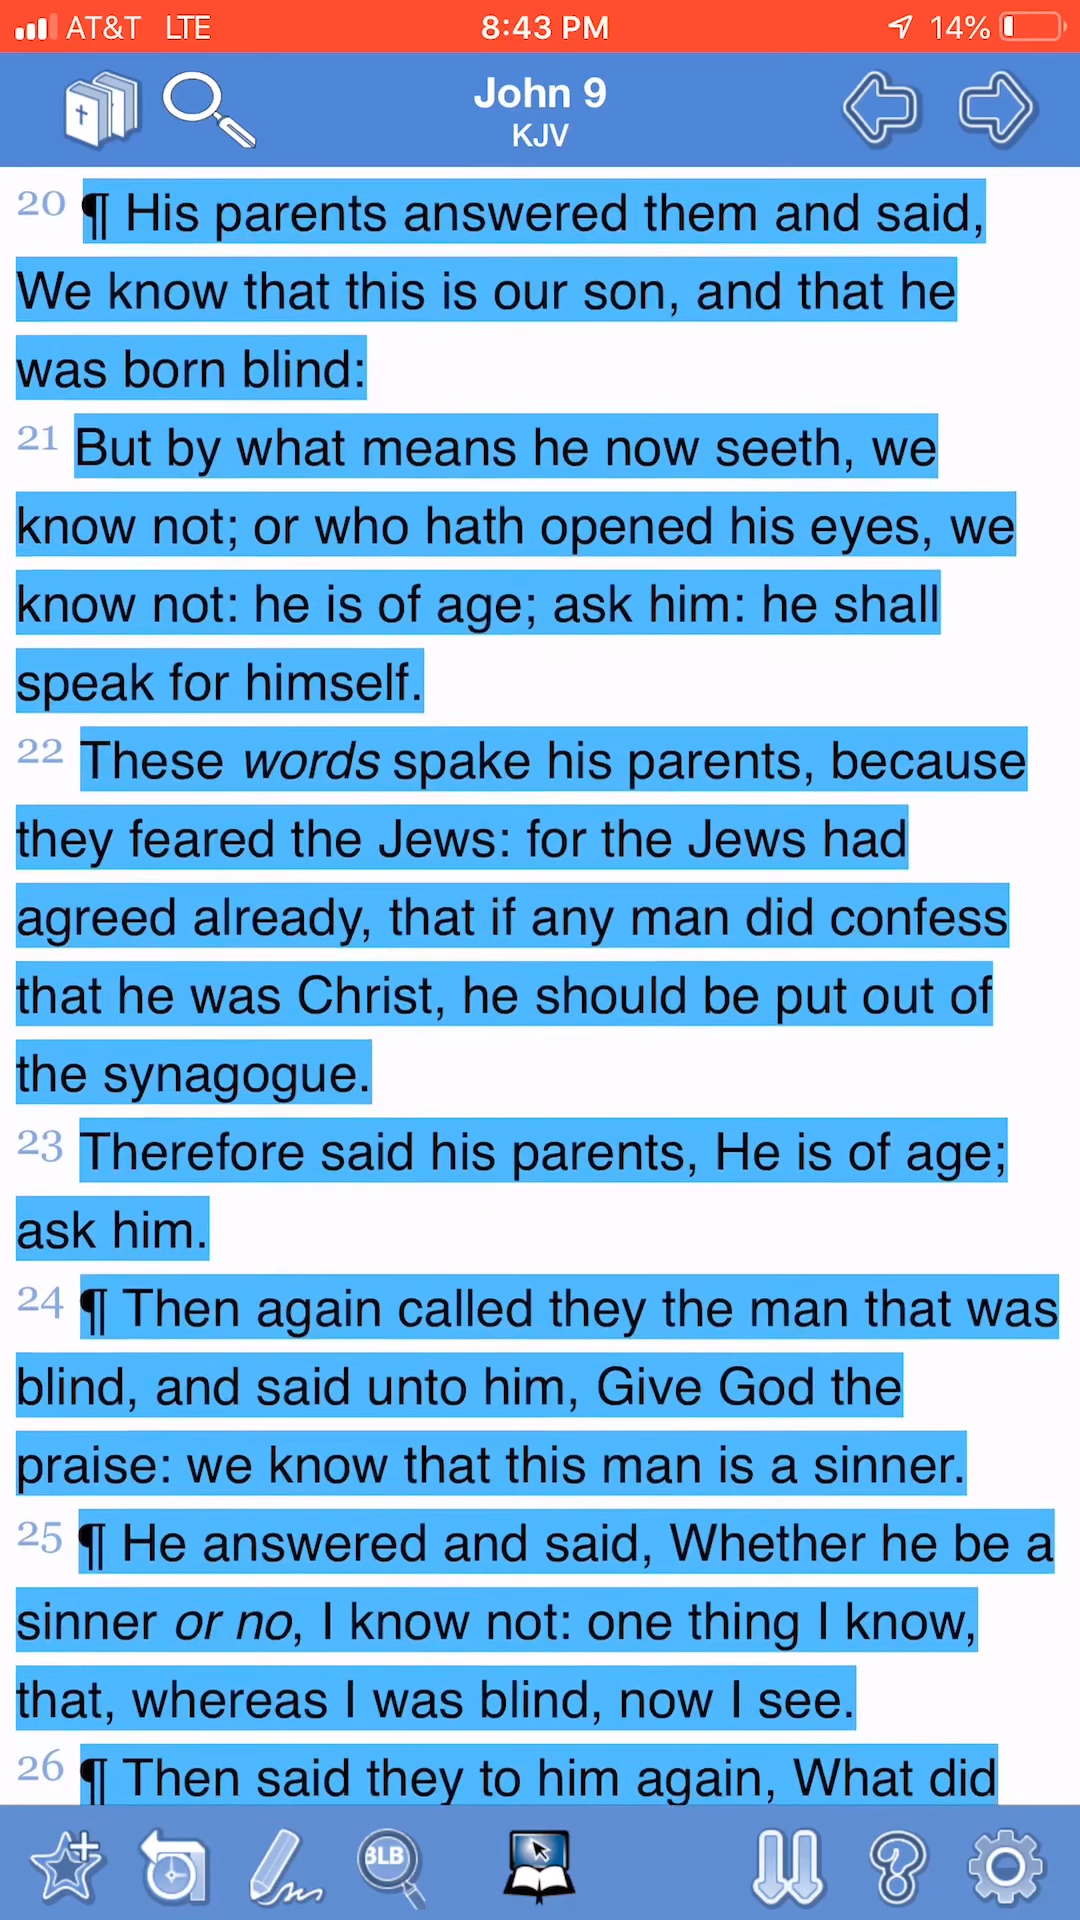 AT&T LTE 8:43 PM 14%
John 9
KJV
20 ¶ His parents answered them and said,
We know that this is our son, and that he
was born blind:
21 But by what means he now seeth, we
know not; or who hath opened his eyes, we
know not: he is of age; ask him: he shall
speak for himself.
22 These words spake his parents, because
they feared the Jews: for the Jews had
agreed already, that if any man did confess
that he was Christ, he should be put out of
the synagogue.
23 Therefore said his parents, He is of age;
ask him.
24 ¶ Then again called they the man that was
blind, and said unto him, Give God the
praise: we know that this man is a sinner.
25 ¶ He answered and said, Whether he be a
sinner or no, I know not: one thing I know,
that, whereas I was blind, now I see.
26 ¶ Then said they to him again, What did
BLB